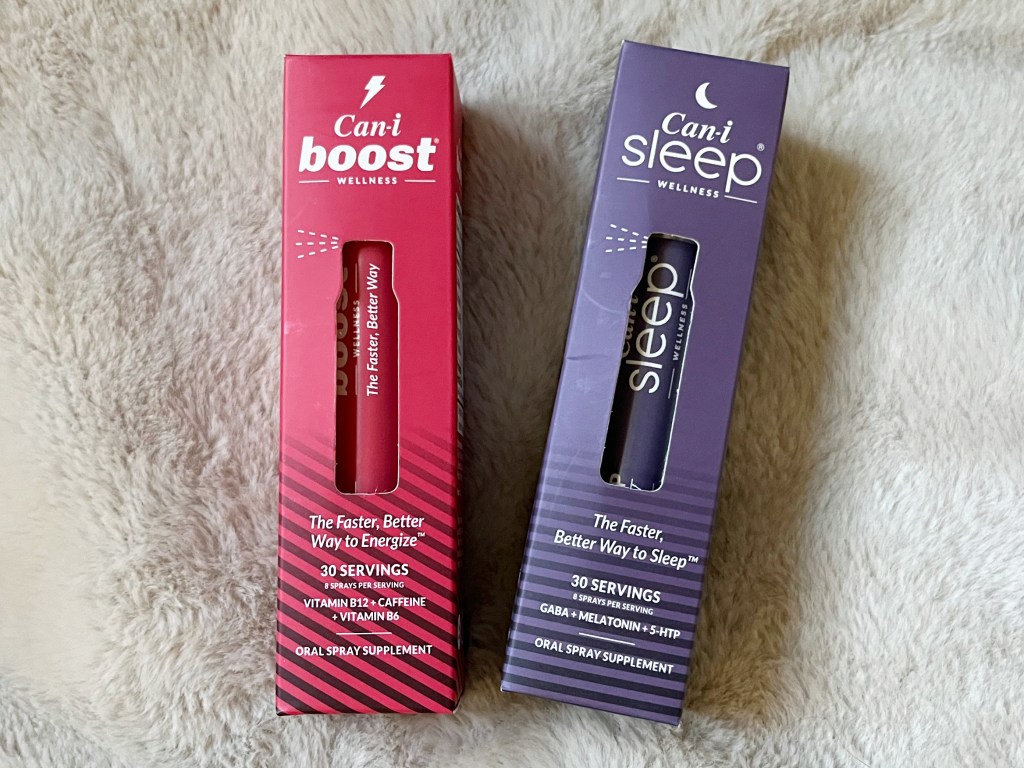 Can-i
boost®
WELLNESS
boost
WELLNESS
The Faster, Better Way
The Faster, Better
Way to Energize™
30 SERVINGS
8 SPRAYS PER SERVING
VITAMIN B12 + CAFFEINE
+ VITAMIN B6
ORAL SPRAY SUPPLEMENT
Can-i
sleep®
WELLNESS
Can-i
sleep®
WELLNESS
The Faster,
Better Way to Sleep™
30 SERVINGS
8 SPRAYS PER SERVING
GABA + MELATONIN + 5-HTP
ORAL SPRAY SUPPLEMENT